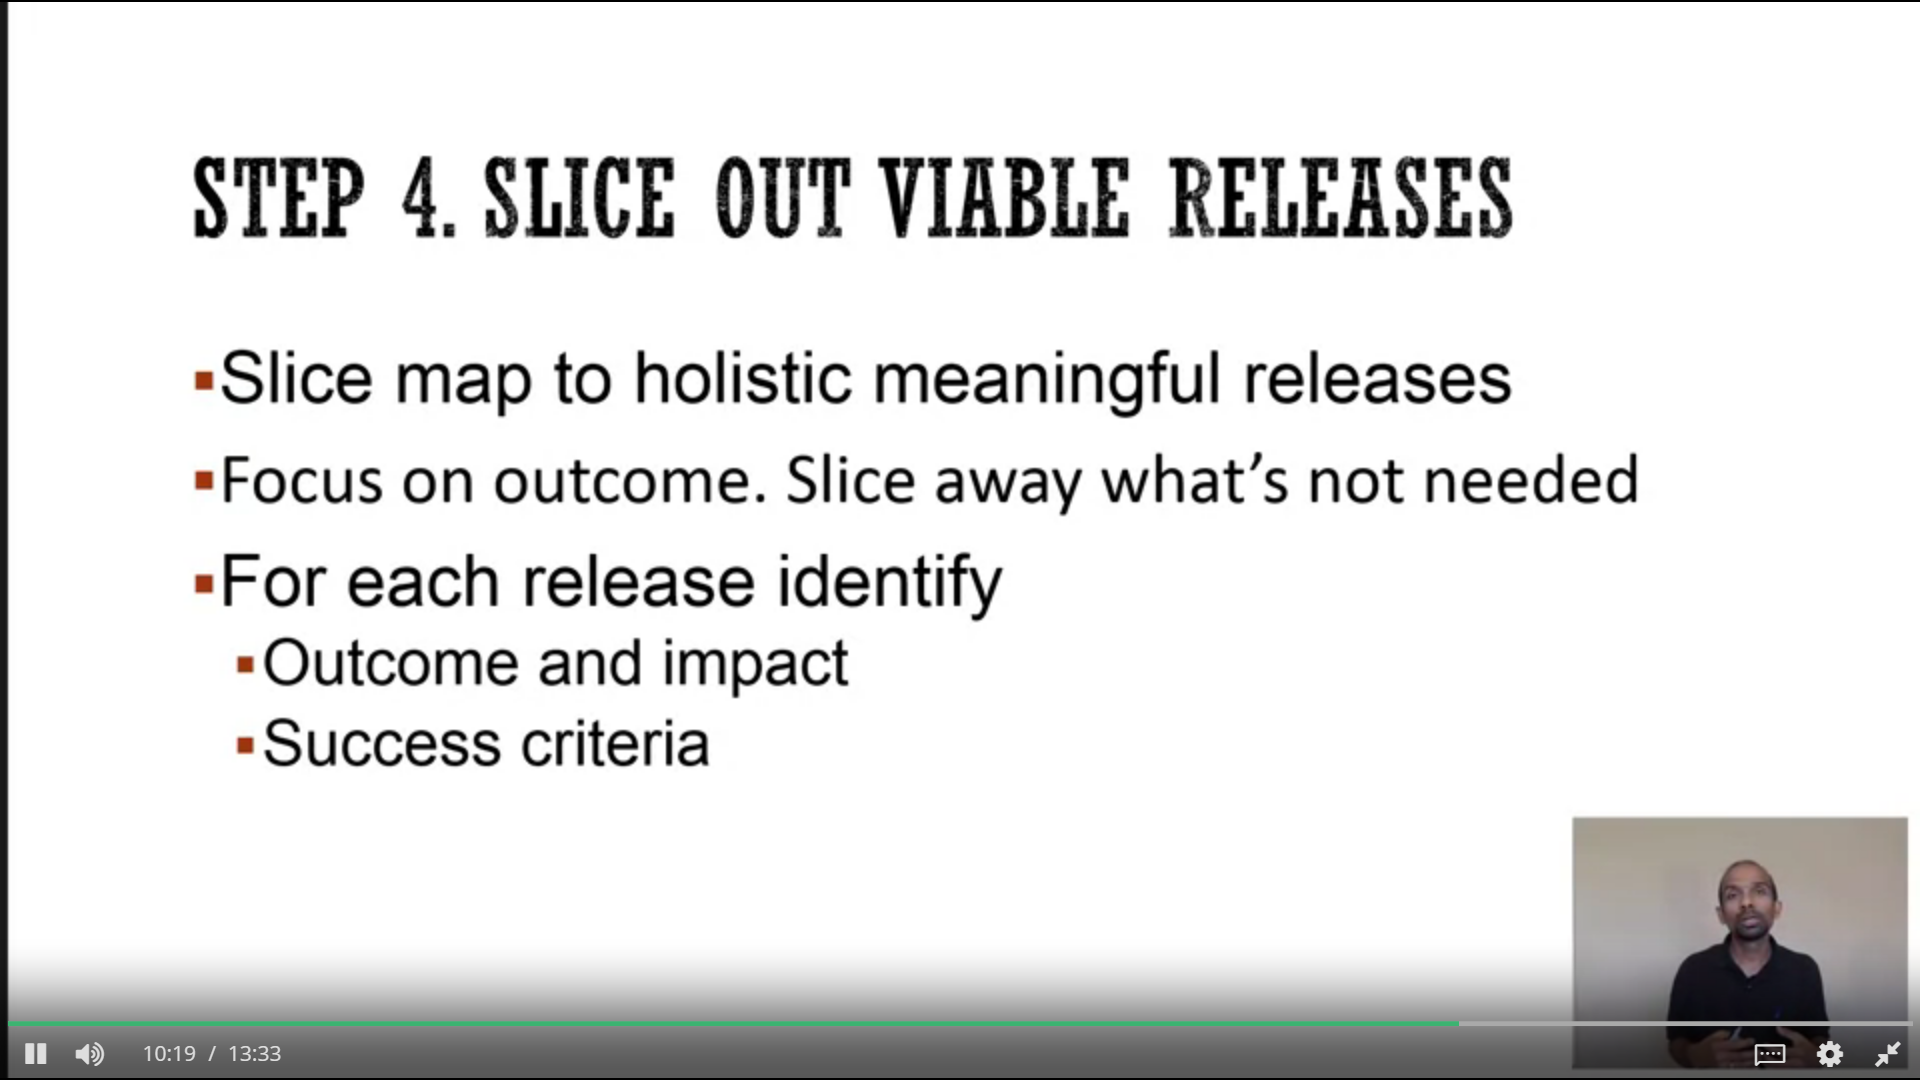 STEP 4. SLICE OUT VIABLE RELEASES
▪Slice map to holistic meaningful releases
▪Focus on outcome. Slice away what’s not needed
▪For each release identify
▪Outcome and impact
▪Success criteria
10:19 / 13:33